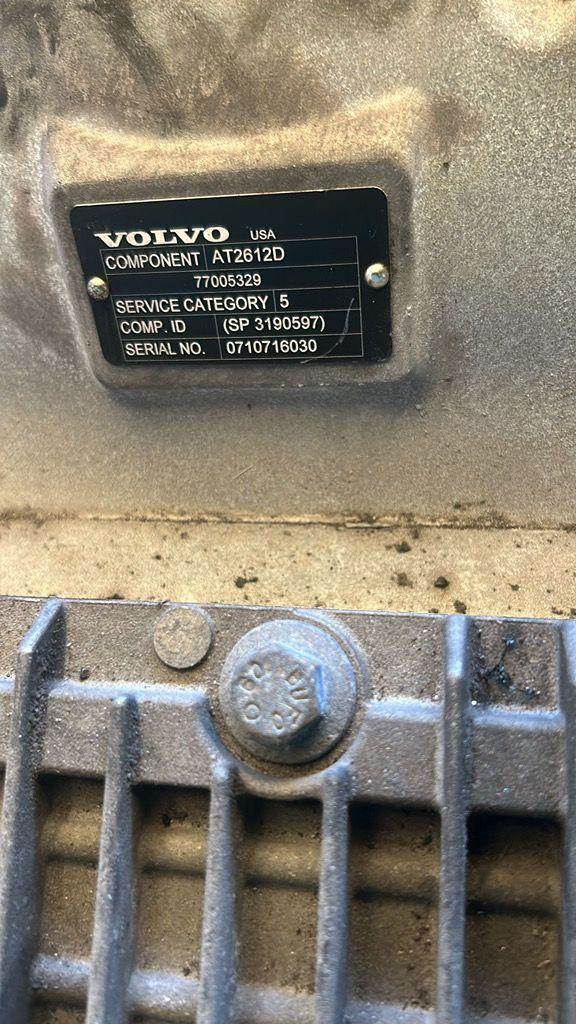 VOLVO USA
COMPONENT AT2612D
77005329
SERVICE CATEGORY 5
COMP. ID (SP 3190597)
SERIAL NO. 0710716030